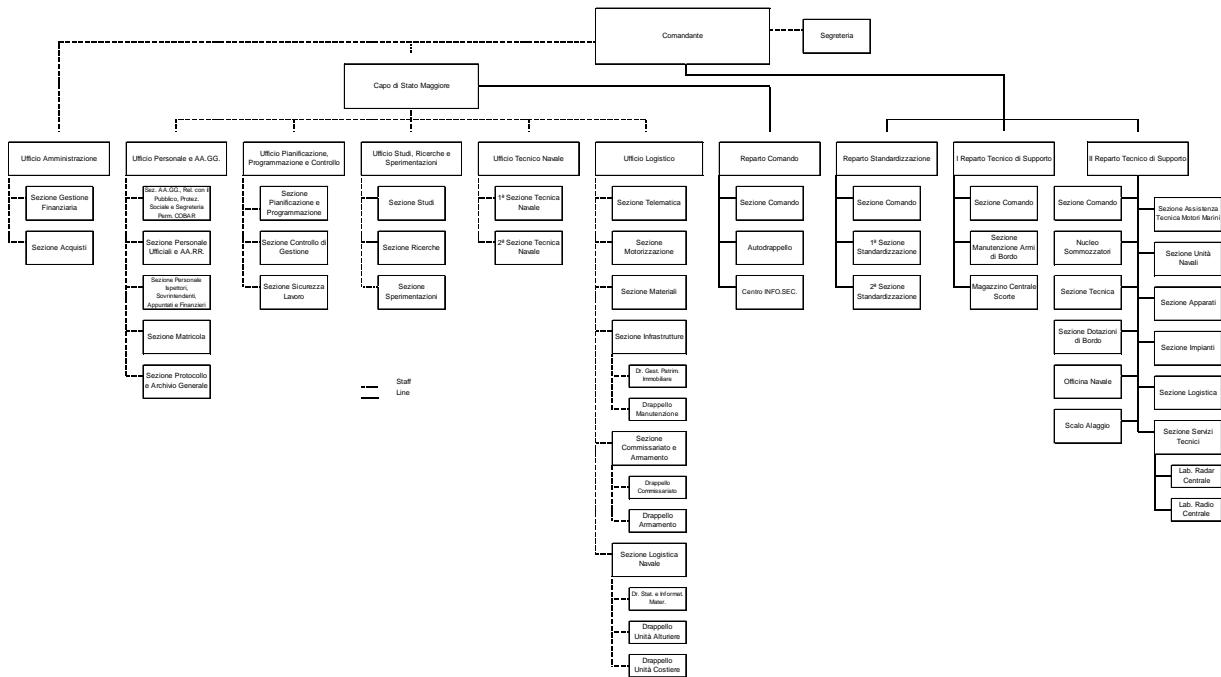 Comandante
Segreteria
Capo di Stato Maggiore
Ufficio Amministrazione
Ufficio Personale e AA.GG.
Ufficio Pianificazione,
Programmazione e Controllo
Ufficio Studi, Ricerche e
Sperimentazioni
Ufficio Tecnico Navale
Ufficio Logistico
Reparto Comando
Reparto Standardizzazione
I Reparto Tecnico di Supporto
II Reparto Tecnico di Supporto
Sezione Gestione
Finanziaria
Sezione Acquisti
Sez. AA.GG., Rel. con il
Pubblico, Protez.
Sociale e Segreteria
Perm. COBAR
Sezione Personale
Ufficiali e AA.RR.
Sezione Personale
Ispettori,
Sovrintendenti,
Appuntati e Finanzieri
Sezione Matricola
Sezione Protocollo
e Archivio Generale
Sezione
Pianificazione e
Programmazione
Sezione Controllo di
Gestione
Sezione Sicurezza
Lavoro
Sezione Studi
Sezione Ricerche
Sezione
Sperimentazioni
1ª Sezione Tecnica
Navale
2ª Sezione Tecnica
Navale
Sezione Telematica
Sezione
Motorizzazione
Sezione Materiali
Sezione Infrastrutture
Dr. Gest. Patrim.
Immobiliare
Drappello
Manutenzione
Sezione
Commissariato e
Armamento
Drappello
Commissariato
Drappello
Armamento
Sezione Logistica
Navale
Dr. Stat. e Informat.
Mater.
Drappello
Unità Alturiere
Drappello
Unità Costiere
Sezione Comando
Autodrappello
Centro INFO.SEC.
Sezione Comando
1ª Sezione
Standardizzazione
2ª Sezione
Standardizzazione
Sezione Comando
Sezione
Manutenzione Armi
di Bordo
Magazzino Centrale
Scorte
Sezione Comando
Nucleo
Sommozzatori
Sezione Tecnica
Sezione Dotazioni
di Bordo
Officina Navale
Scalo Alaggio
Sezione Assistenza
Tecnica Motori Marini
Sezione Unità
Navali
Sezione Apparati
Sezione Impianti
Sezione Logistica
Sezione Servizi
Tecnici
Lab. Radar
Centrale
Lab. Radio
Centrale
Staff
Line